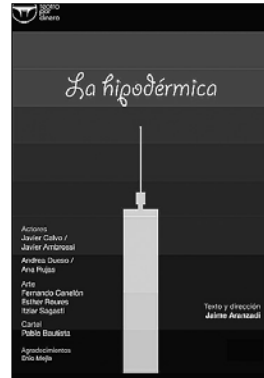 teatro
por
dinero
La hipodérmica
Actores
Javier Calvo /
Javier Ambrossi
Andrea Dueso /
Ana Rujas
Arte
Fernando Canelón
Esther Reures
Itziar Sagasti
Cartel
Pablo Bautista
Agradecimientos
Texto y dirección
Jaime Aranzadi